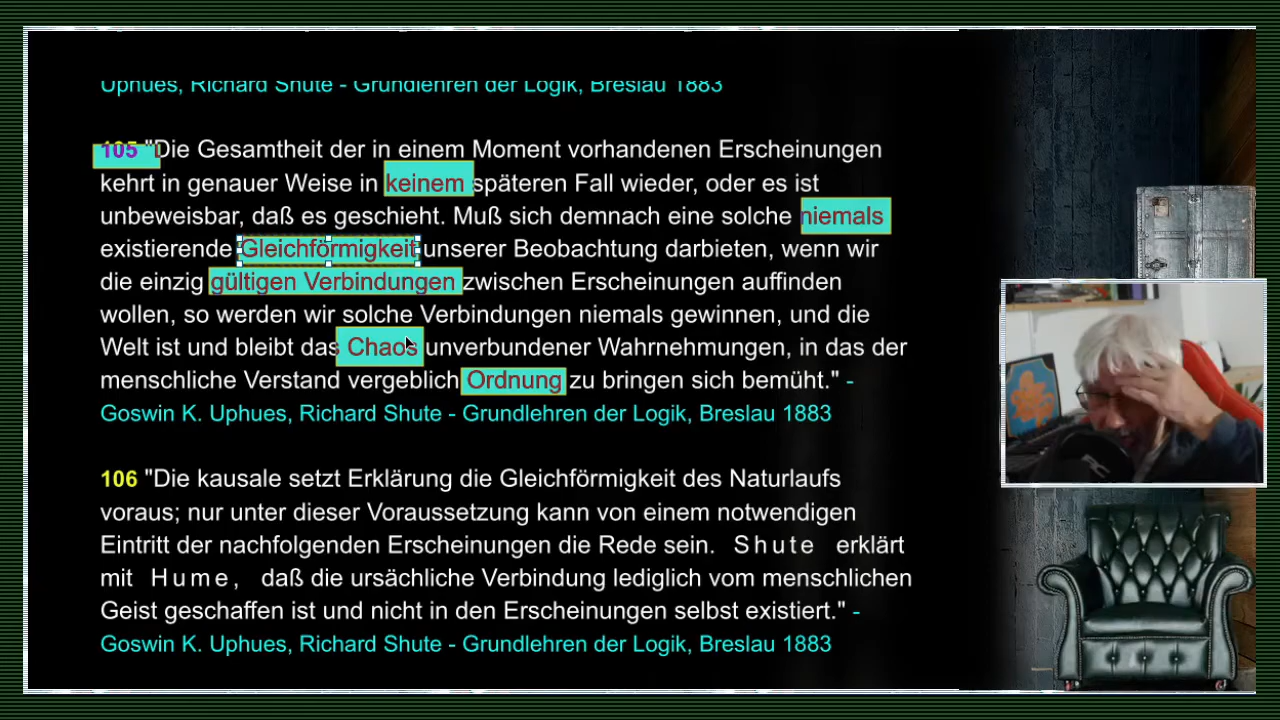 Uphues, Richard Shute - Grundlehren der Logik, Breslau 1883
105 "Die Gesamtheit der in einem Moment vorhandenen Erscheinungen
kehrt in genauer Weise in keinem späteren Fall wieder, oder es ist
unbeweisbar, daß es geschieht. Muß sich demnach eine solche niemals
existierende Gleichförmigkeit unserer Beobachtung darbieten, wenn wir
die einzig gültigen Verbindungen zwischen Erscheinungen auffinden
wollen, so werden wir solche Verbindungen niemals gewinnen, und die
Welt ist und bleibt das Chaos unverbundener Wahrnehmungen, in das der
menschliche Verstand vergeblich Ordnung zu bringen sich bemüht." -
Goswin K. Uphues, Richard Shute - Grundlehren der Logik, Breslau 1883
106 "Die kausale setzt Erklärung die Gleichförmigkeit des Naturlaufs
voraus; nur unter dieser Voraussetzung kann von einem notwendigen
Eintritt der nachfolgenden Erscheinungen die Rede sein. Shute erklärt
mit Hume, daß die ursächliche Verbindung lediglich vom menschlichen
Geist geschaffen ist und nicht in den Erscheinungen selbst existiert." -
Goswin K. Uphues, Richard Shute - Grundlehren der Logik, Breslau 1883